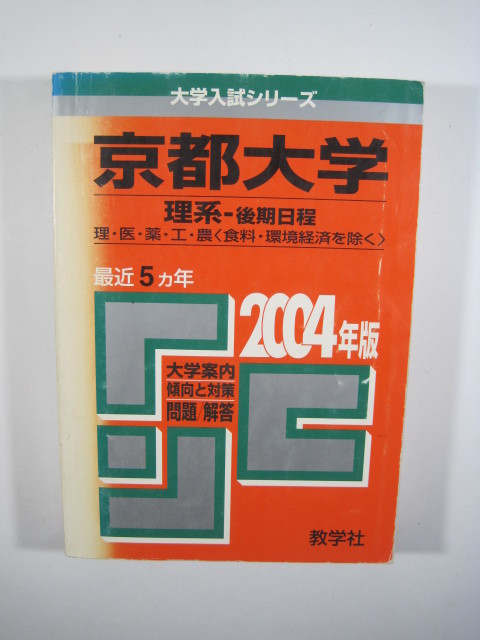 大学入試シリーズ
京都大学
理系-後期日程
理・医・薬・工・農〈食料・環境経済を除く〉
最近5ヵ年
2004年版
大学案内
傾向と対策
問題/解答
教学社